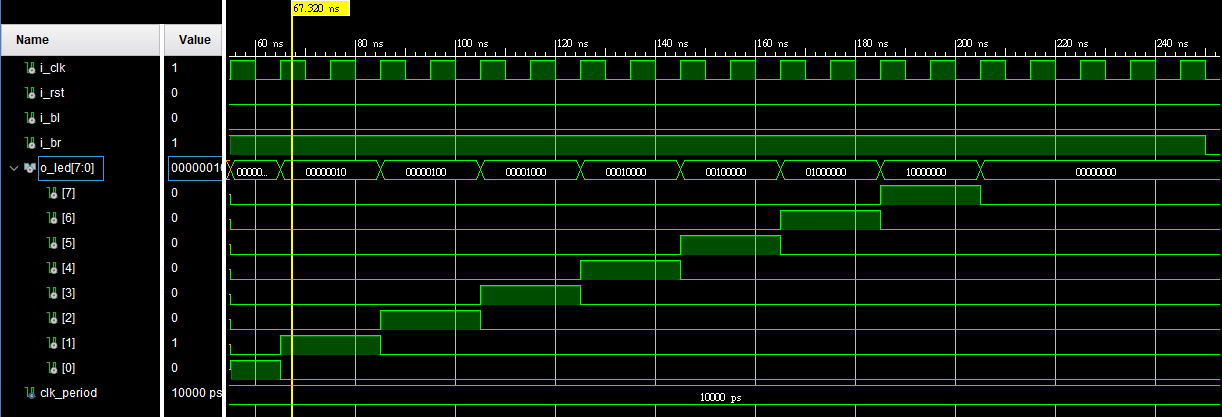 67.320 ns
Name Value
60 ns 80 ns 100 ns 120 ns 140 ns 160 ns 180 ns 200 ns 220 ns 240 ns
i_clk 1
i_rst 0
i_bl 0
i_br 1
o_led[7:0] 00000010 00000... 00000010 00000100 00001000 00010000 00100000 01000000 10000000 00000000
[7] 0
[6] 0
[5] 0
[4] 0
[3] 0
[2] 0
[1] 1
[0] 0
clk_period 10000 ps 10000 ps